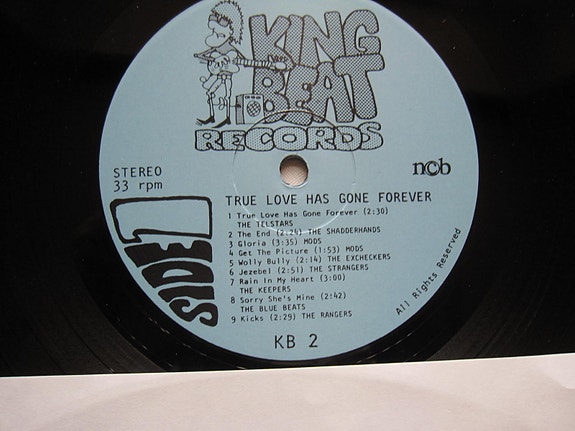 KING
BEAT
RECORDS
STEREO
33 rpm
ncb
TRUE LOVE HAS GONE FOREVER
1 True Love Has Gone Forever (2:30)
THE TELSTARS
2 The End (2:24) THE SHADDERHANDS
3 Gloria (3:35) MODS
4 Get The Picture (1:53) MODS
5 Wolly Bully (2:14) THE EXCHECKERS
6 Jezebel (2:51) THE STRANGERS
7 Rain In My Heart (3:00)
THE KEEPERS
8 Sorry She's Mine (2:42)
THE BLUE BEATS
9 Kicks (2:29) THE RANGERS
SIDE 1
All Rights Reserved
KB 2